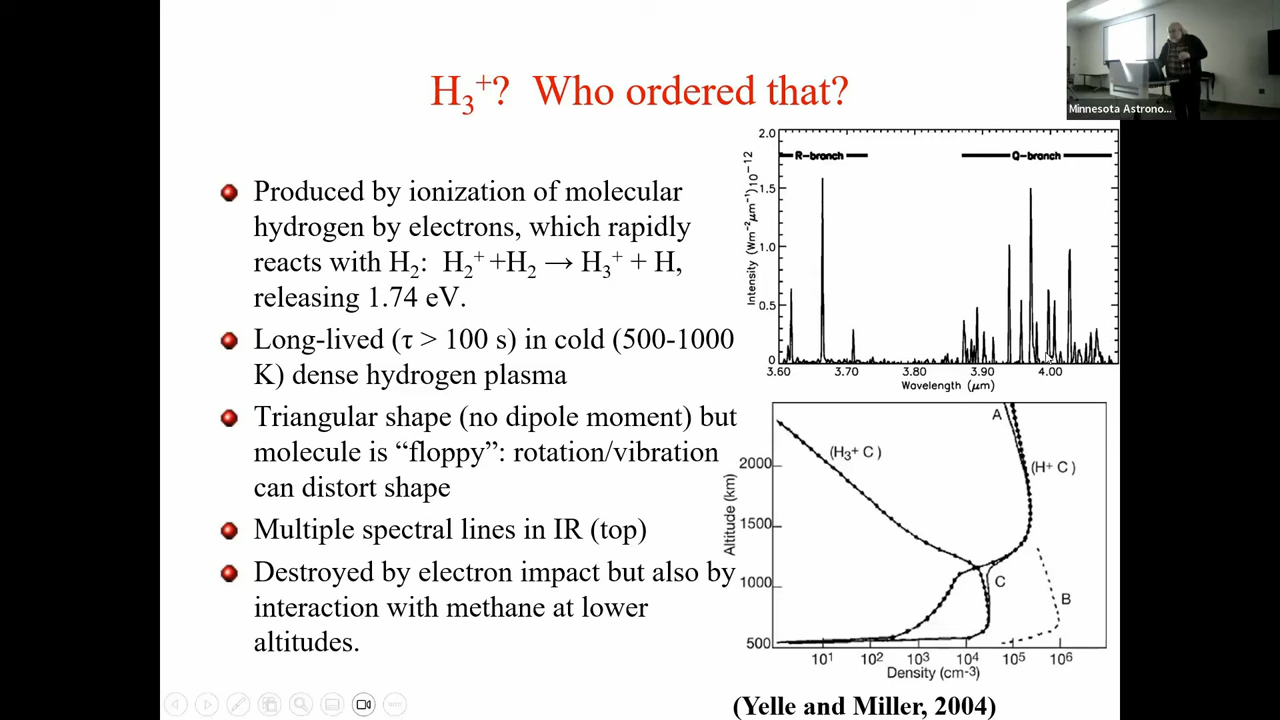 H₃⁺? Who ordered that?
Produced by ionization of molecular
hydrogen by electrons, which rapidly
reacts with H₂: H₂⁺ +H₂ → H₃⁺ + H,
releasing 1.74 eV.
Long-lived (τ > 100 s) in cold (500-1000
K) dense hydrogen plasma
Triangular shape (no dipole moment) but
molecule is “floppy”: rotation/vibration
can distort shape
Multiple spectral lines in IR (top)
Destroyed by electron impact but also by
interaction with methane at lower
altitudes.
Minnesota Astrono...
R-branch
Q-branch
Intensity (Wm⁻²μm⁻¹)10⁻¹²
2.0
1.5
1.0
0.5
0
3.60 3.70 3.80 3.90 4.00
Wavelength (μm)
A
(H₃+ C )
(H+ C )
C
B
Altitude (km)
2000
1500
1000
500
10¹ 10² 10³ 10⁴ 10⁵ 10⁶
Density (cm-3)
(Yelle and Miller, 2004)